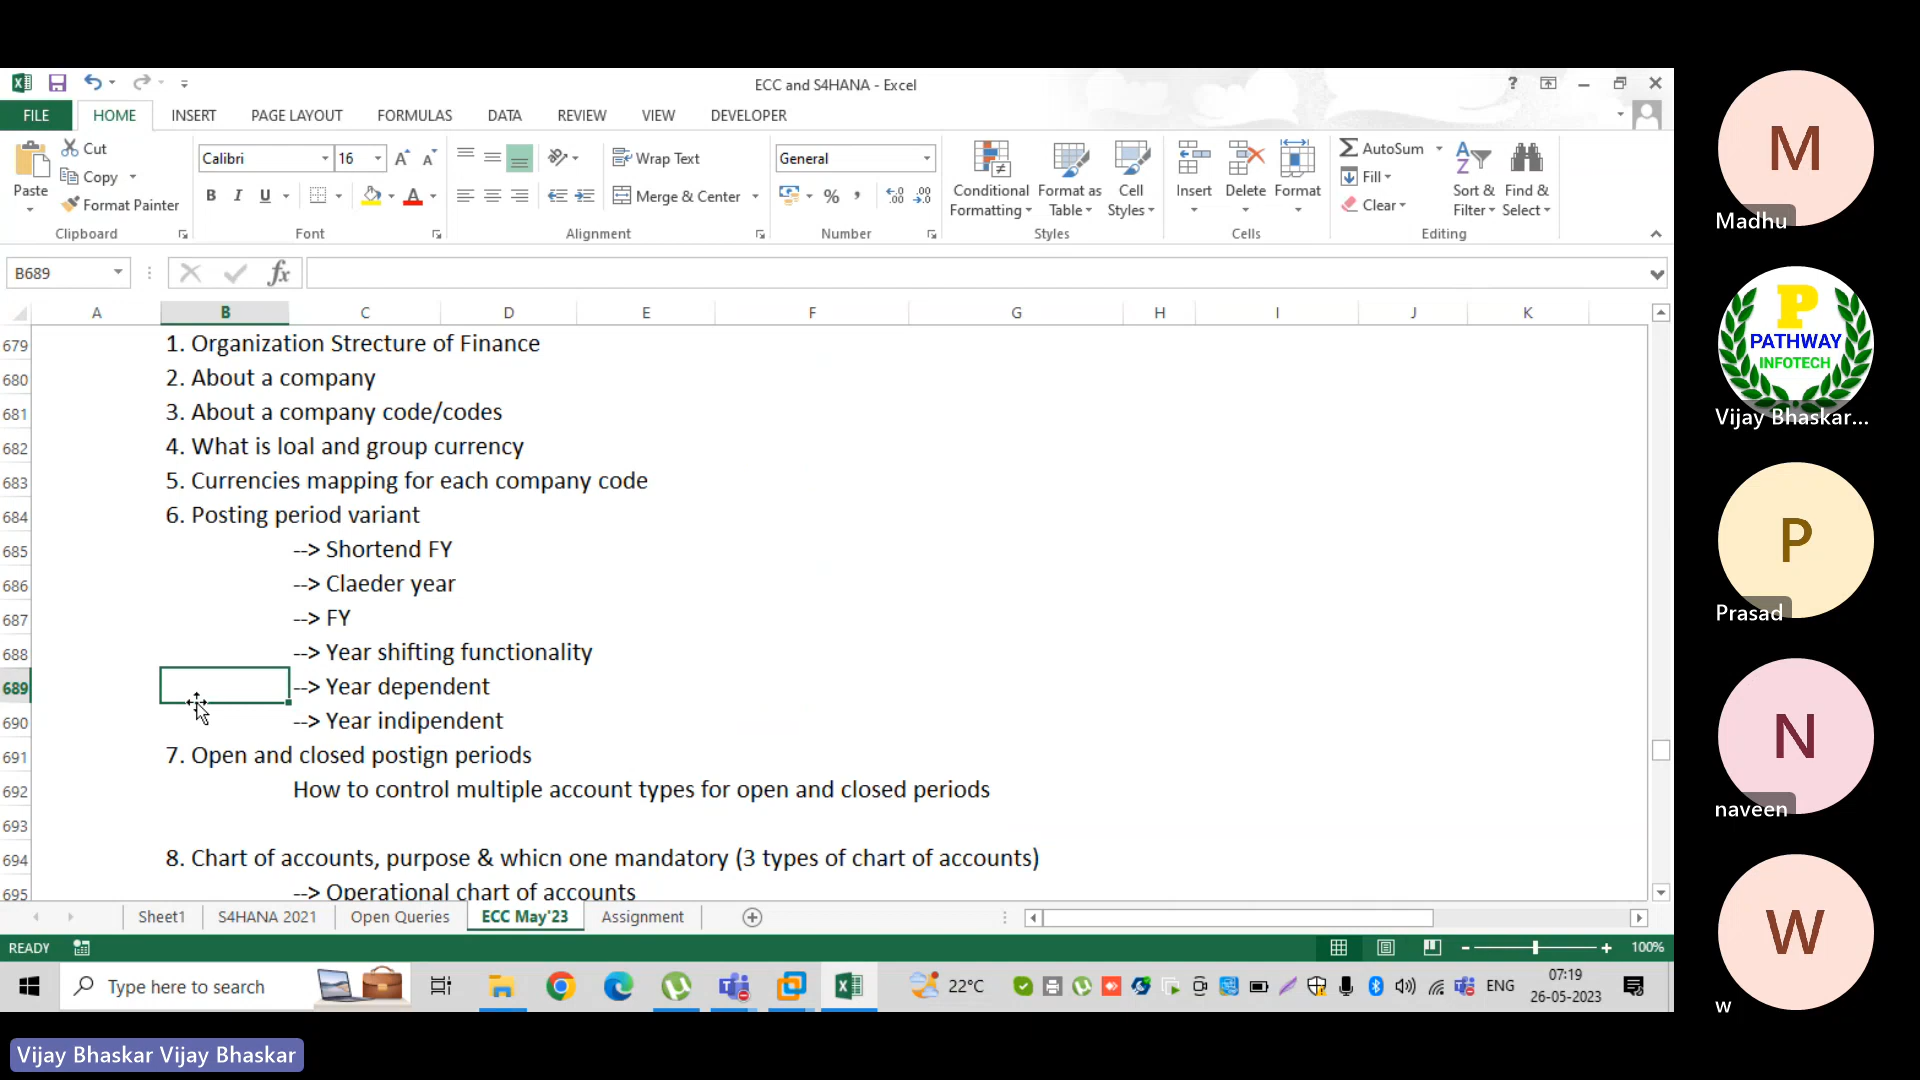 ECC and S4HANA - Excel
FILE HOME INSERT PAGE LAYOUT FORMULAS DATA REVIEW VIEW DEVELOPER
Paste Cut Copy Format Painter Clipboard
Calibri 16 B I U Font
Wrap Text Merge & Center Alignment
General % , Number
Conditional Formatting Format as Table Cell Styles Styles
Insert Delete Format Cells
AutoSum Fill Clear Sort & Filter Find & Select Editing
B689 fx
A B C D E F G H I J K
679 1. Organization Strecture of Finance
680 2. About a company
681 3. About a company code/codes
682 4. What is loal and group currency
683 5. Currencies mapping for each company code
684 6. Posting period variant
685 --> Shortend FY
686 --> Claeder year
687 --> FY
688 --> Year shifting functionality
689 --> Year dependent
690 --> Year indipendent
691 7. Open and closed postign periods
692 How to control multiple account types for open and closed periods
693
694 8. Chart of accounts, purpose & whicn one mandatory (3 types of chart of accounts)
695 --> Operational chart of accounts
Sheet1 S4HANA 2021 Open Queries ECC May'23 Assignment
READY 100%
Type here to search 22°C ENG 07:19
26-05-2023
M
Madhu
P
PATHWAY
INFOTECH
Vijay Bhaskar...
P
Prasad
N
naveen
W
w
Vijay Bhaskar Vijay Bhaskar